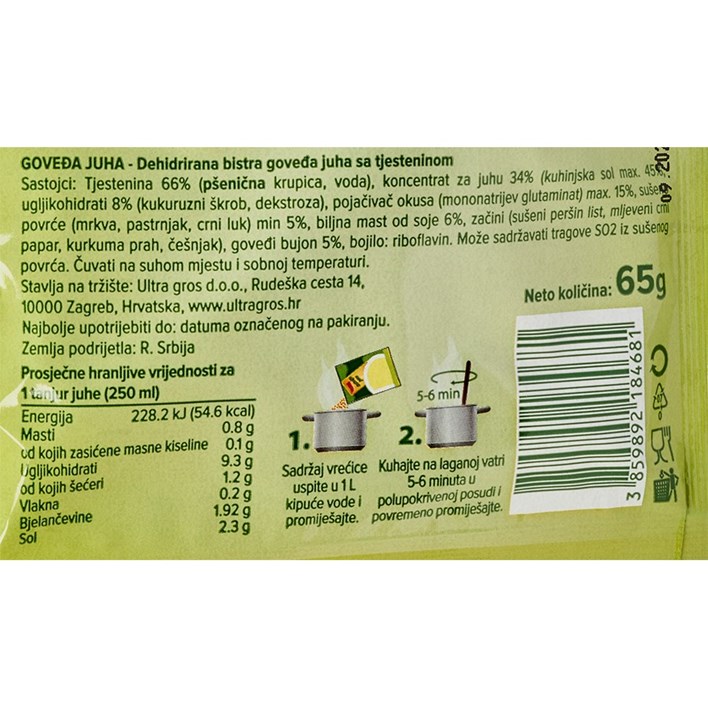 GOVEĐA JUHA - Dehidrirana bistra goveđa juha sa tjesteninom
Sastojci: Tjestenina 66% (pšenična krupica, voda), koncentrat za juhu 34% (kuhinjska sol max. 45%,
ugljikohidrati 8% (kukuruzni škrob, dekstroza), pojačivač okusa (mononatrijev glutaminat) max. 15%,
povrće (mrkva, pastrnjak, crni luk) min 5%, biljna mast od soje 6%, začini (sušeni peršin list, mljeveni crni
papar, kurkuma prah, češnjak), goveđi bujon 5%, bojilo: riboflavin. Može sadržavati tragove SO2 iz sušenog
povrća. Čuvati na suhom mjestu i sobnoj temperaturi.
Stavlja na tržište: Ultra gros d.o.o., Rudeška cesta 14,
10000 Zagreb, Hrvatska, www.ultragros.hr
Najbolje upotrijebiti do: datuma označenog na pakiranju.
Zemlja podrijetla: R. Srbija
Neto količina: 65g
Prosječne hranljive vrijednosti za
1 tanjur juhe (250 ml)
Energija 228.2 kJ (54.6 kcal)
Masti 0.8 g
od kojih zasićene masne kiseline 0.1 g
Ugljikohidrati 9.3 g
od kojih šećeri 1.2 g
Vlakna 0.2 g
Bjelančevine 1.92 g
Sol 2.3 g
1.
Sadržaj vrećice
uspite u 1 L
kipuće vode i
promiješajte.
5-6 min
2.
Kuhajte na laganoj vatri
5-6 minuta u
polupokrivenoj posudi i
povremeno promiješajte.
3 859892 184681